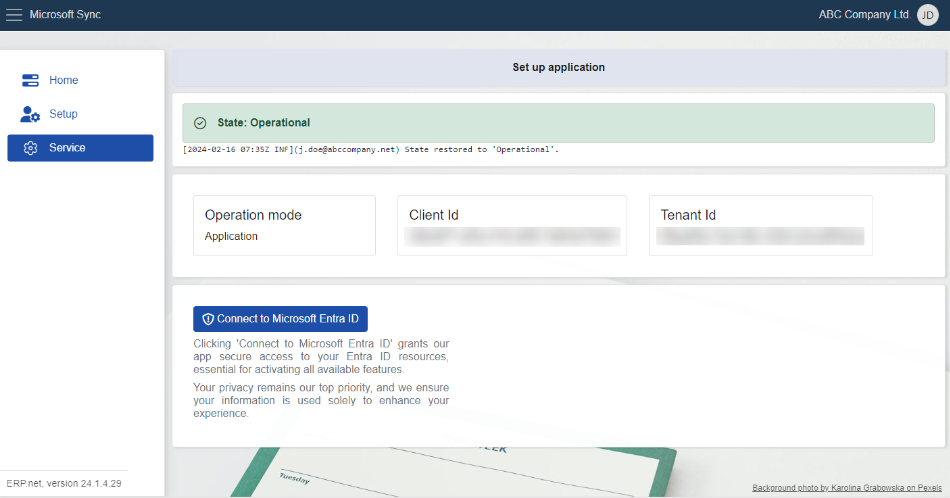 Microsoft Sync
ABC Company Ltd.
JD
Home
Setup
Service
Set up application
State: Operational
[2024-02-16 07:35Z INF](j.doe@abccompany.net) State restored to 'Operational'.
Operation mode
Application
Client Id
Tenant Id
Connect to Microsoft Entra ID
Clicking 'Connect to Microsoft Entra ID' grants our
app secure access to your Entra ID resources,
essential for activating all available features.
Your privacy remains our top priority, and we ensure
your information is used solely to enhance your
experience.
Tuesday
ERP.net, version 24.1.4.29
Background photo by Karolina Grabowska on Pexels